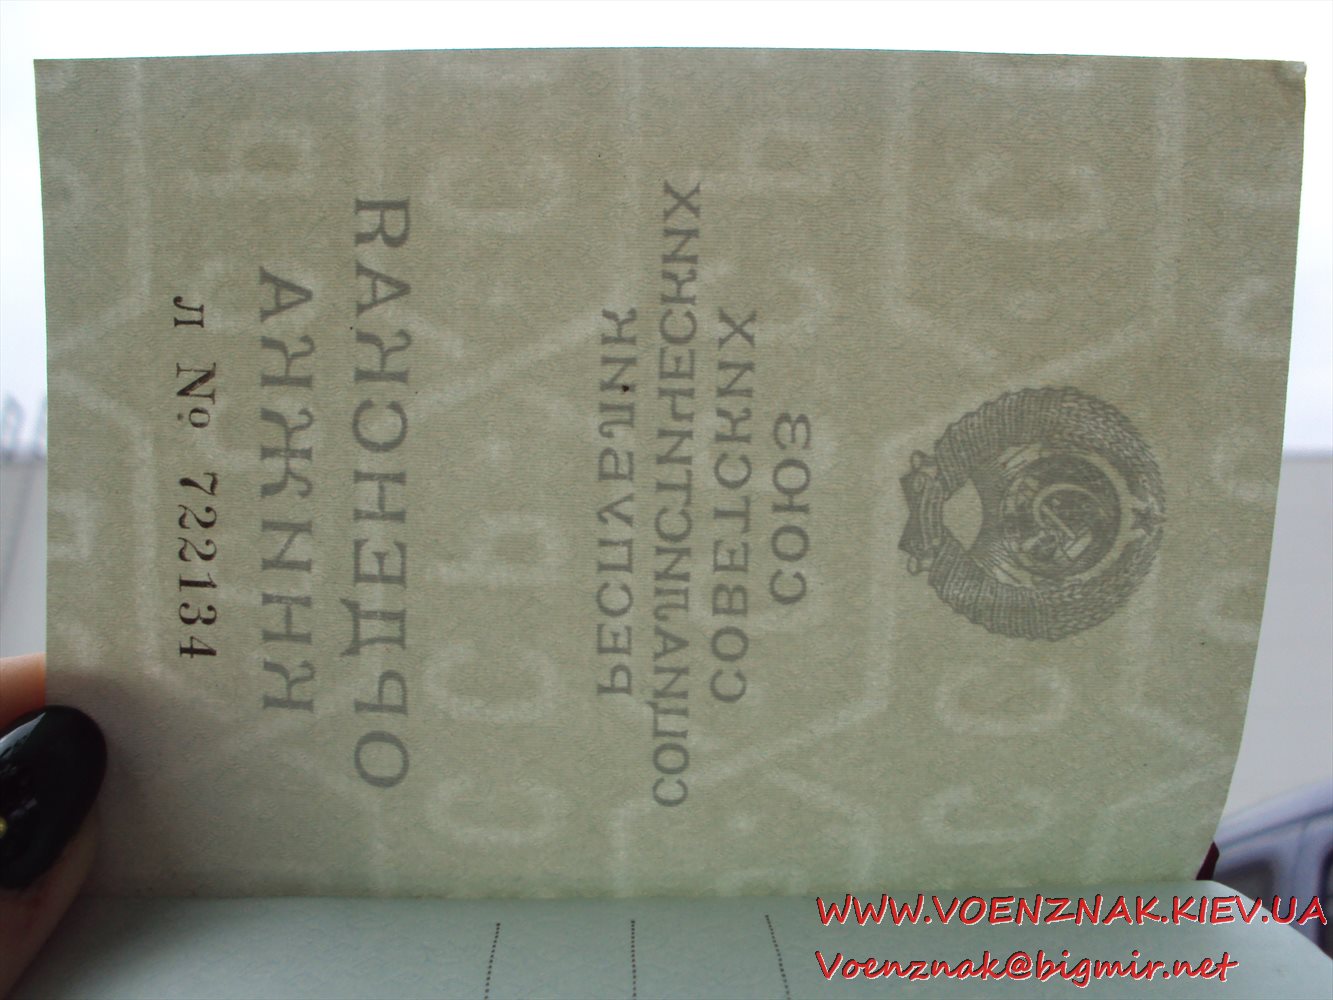 СОЮЗ
СОВЕТСКИХ
СОЦИАЛИСТИЧЕСКИХ
РЕСПУБЛИК
ОРДЕНСКАЯ
КНИЖКА
Л № 722134
WWW.VOENZNAK.KIEV.UA
Voenznak@bigmir.net